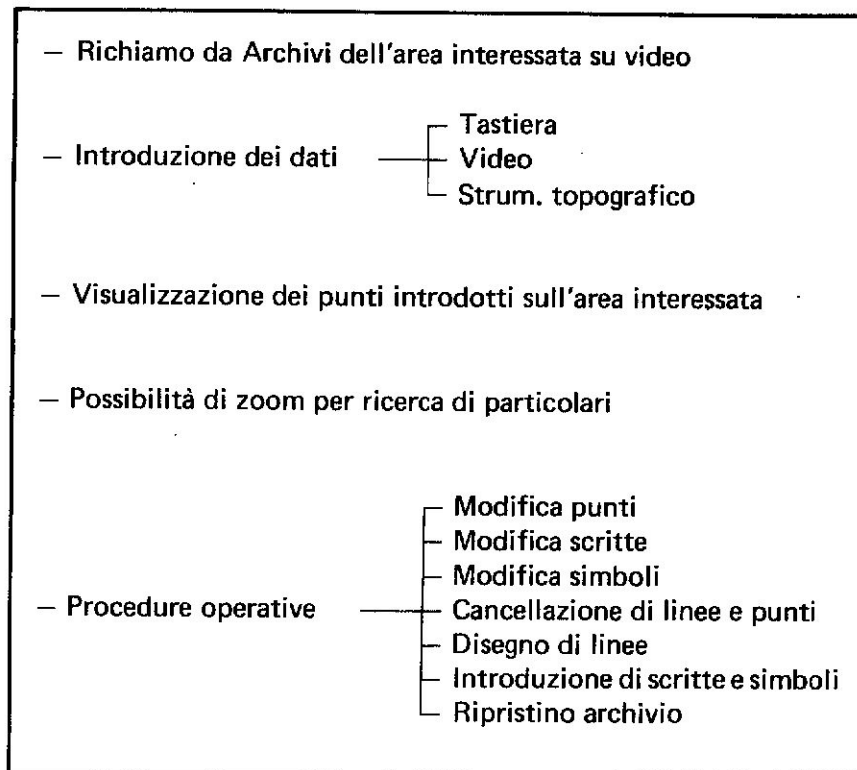 – Richiamo da Archivi dell'area interessata su video
Tastiera
– Introduzione dei dati
Video
Strum. topografico
– Visualizzazione dei punti introdotti sull'area interessata
– Possibilità di zoom per ricerca di particolari
Modifica punti
Modifica scritte
Modifica simboli
– Procedure operative
Cancellazione di linee e punti
Disegno di linee
Introduzione di scritte e simboli
Ripristino archivio